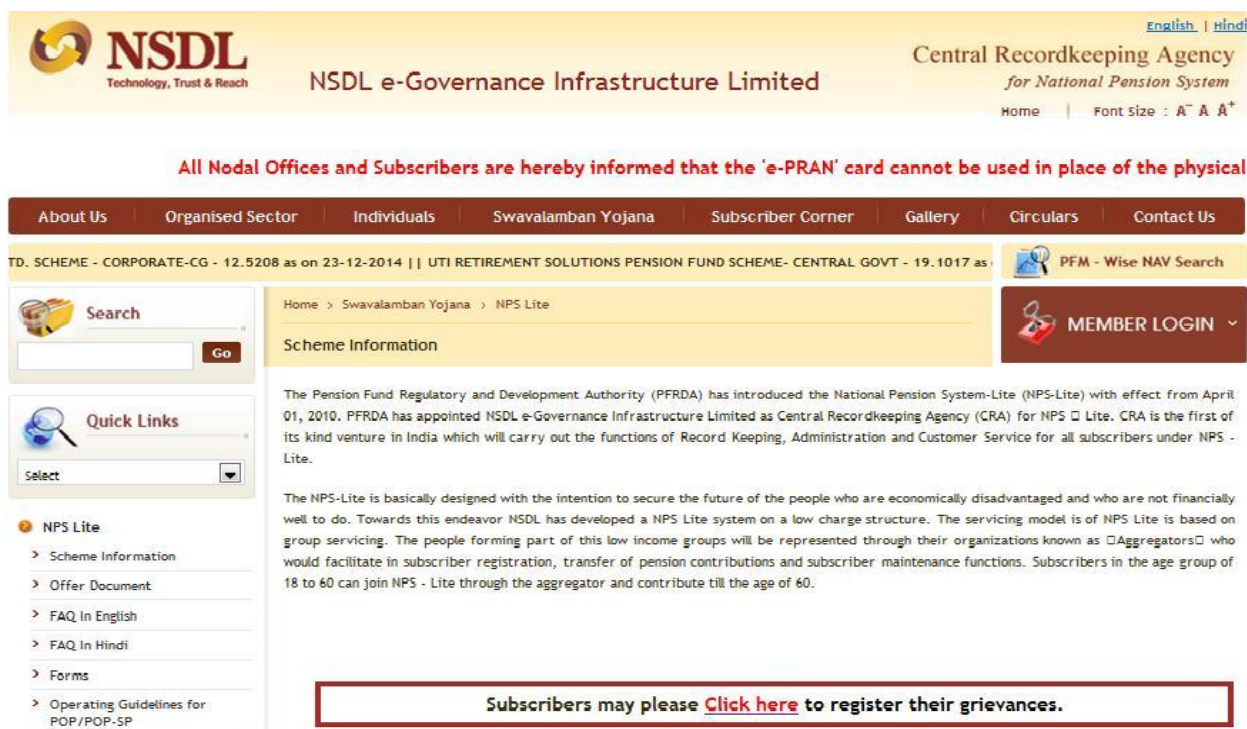 English | Hindi
NSDL
Technology, Trust & Reach
NSDL e-Governance Infrastructure Limited
Central Recordkeeping Agency
for National Pension System
Home | Font Size : A- A A+
All Nodal Offices and Subscribers are hereby informed that the 'e-PRAN' card cannot be used in place of the physical
About Us Organised Sector Individuals Swavalamban Yojana Subscriber Corner Gallery Circulars Contact Us
TD. SCHEME - CORPORATE-CG - 12.5208 as on 23-12-2014 || UTI RETIREMENT SOLUTIONS PENSION FUND SCHEME- CENTRAL GOVT - 19.1017 as
PFM - Wise NAV Search
Search
Go
Home > Swavalamban Yojana > NPS Lite
Scheme Information
MEMBER LOGIN
Quick Links
Select
NPS Lite
> Scheme Information
> Offer Document
> FAQ In English
> FAQ In Hindi
> Forms
> Operating Guidelines for
POP/POP-SP
The Pension Fund Regulatory and Development Authority (PFRDA) has introduced the National Pension System-Lite (NPS-Lite) with effect from April
01, 2010. PFRDA has appointed NSDL e-Governance Infrastructure Limited as Central Recordkeeping Agency (CRA) for NPS □ Lite. CRA is the first of
its kind venture in India which will carry out the functions of Record Keeping, Administration and Customer Service for all subscribers under NPS -
Lite.
The NPS-Lite is basically designed with the intention to secure the future of the people who are economically disadvantaged and who are not financially
well to do. Towards this endeavor NSDL has developed a NPS Lite system on a low charge structure. The servicing model is of NPS Lite is based on
group servicing. The people forming part of this low income groups will be represented through their organizations known as □Aggregators□ who
would facilitate in subscriber registration, transfer of pension contributions and subscriber maintenance functions. Subscribers in the age group of
18 to 60 can join NPS - Lite through the aggregator and contribute till the age of 60.
Subscribers may please Click here to register their grievances.